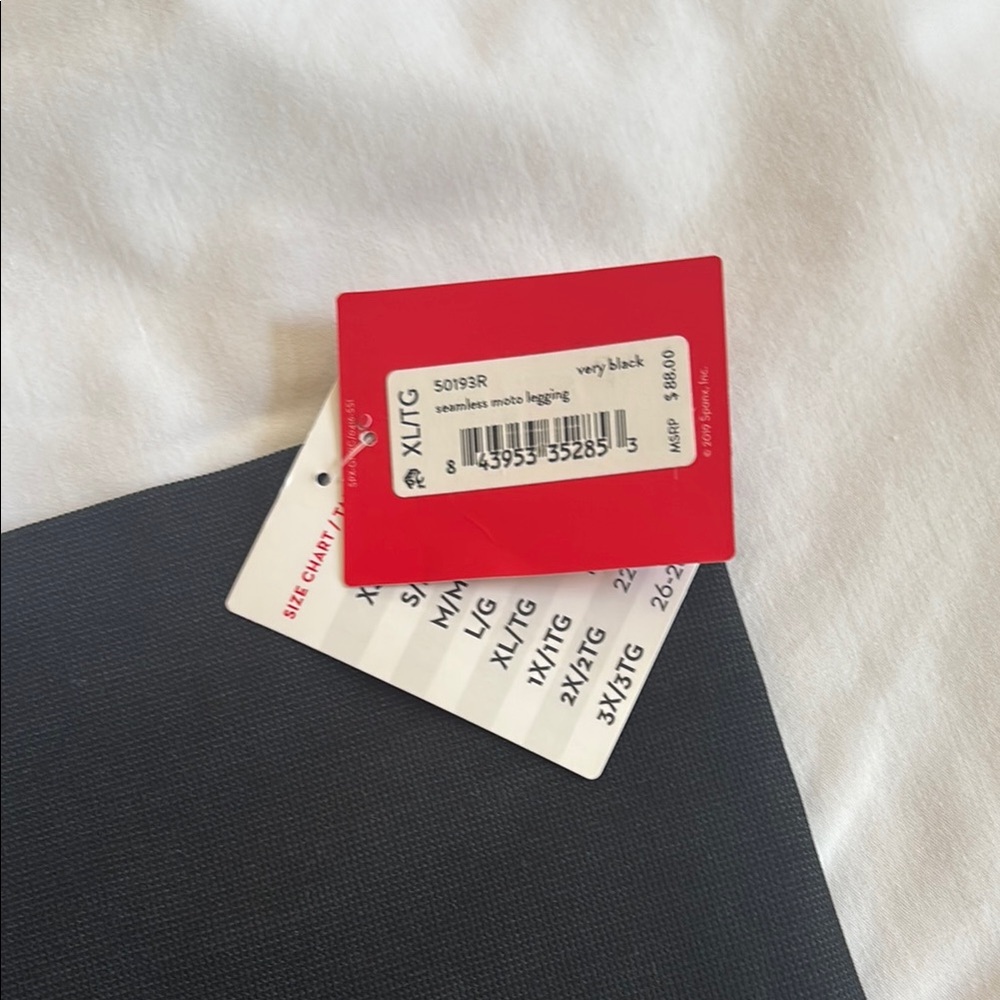 50193R
very black
seamless moto legging
XL/TG
8 43953 35285 3
MSRP $ 88.00
© 2019 Spanx, Inc.
SIZE CHART /
S/
M/M
L/G
XL/TG
1X/1TG
2X/2TG
3X/3TG
22
26-2